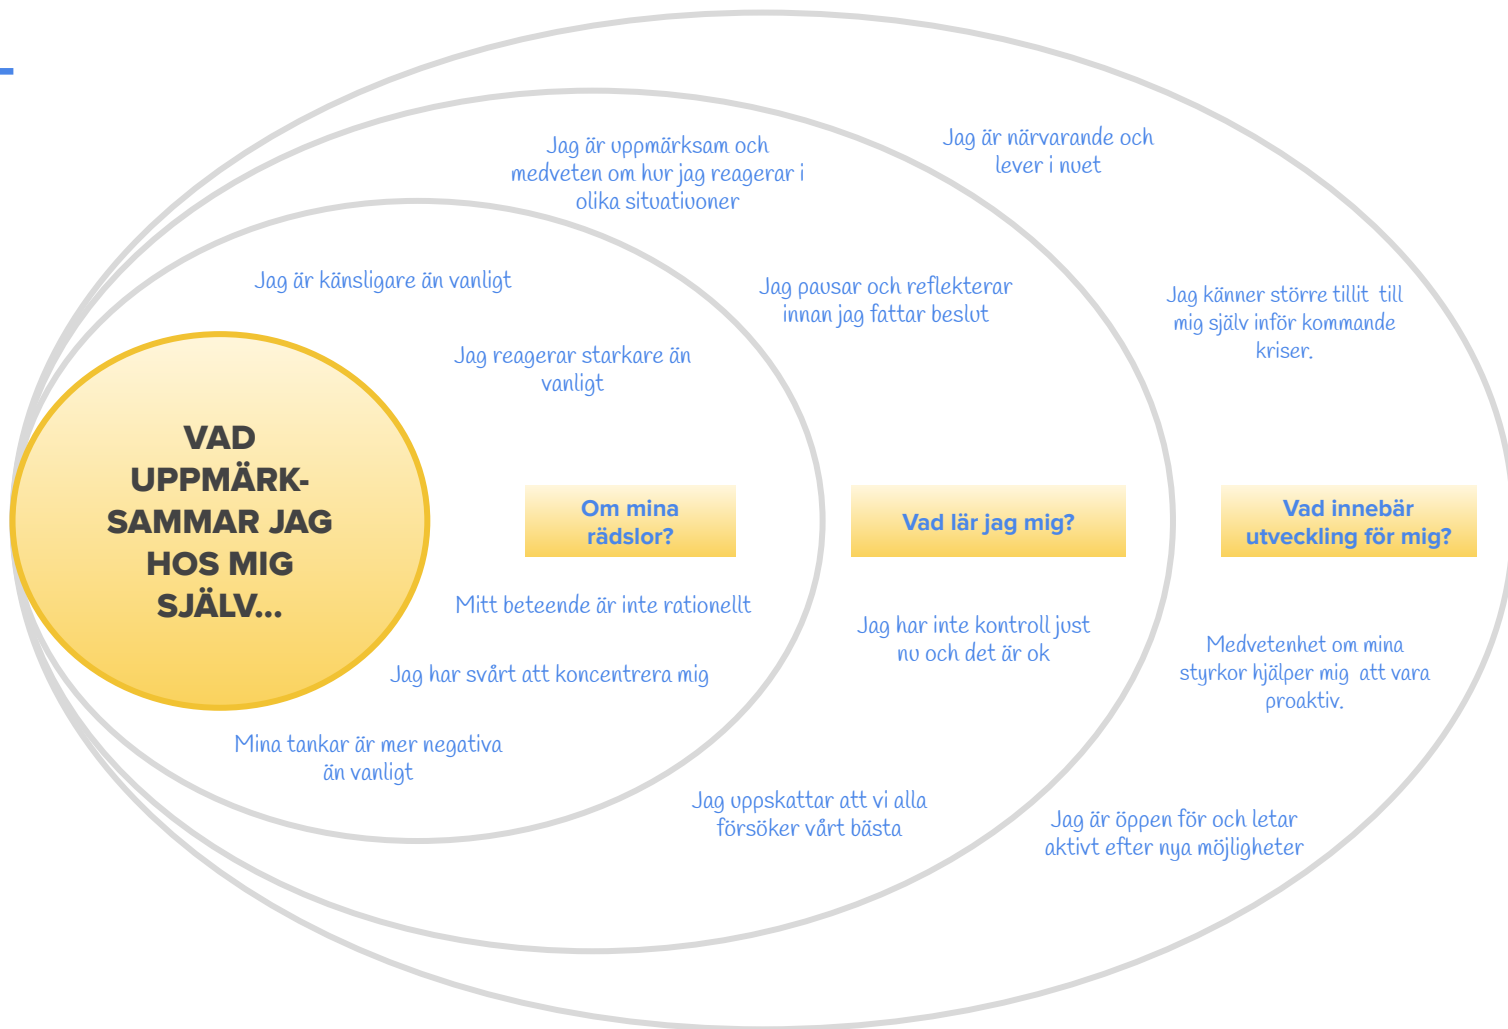 VAD
UPPMÄRK-
SAMMAR JAG
HOS MIG
SJÄLV...
Jag är känsligare än vanligt
Jag reagerar starkare än
vanligt
Om mina
rädslor?
Mitt beteende är inte rationellt
Jag har svårt att koncentrera mig
Mina tankar är mer negativa
än vanligt
Jag är uppmärksam och
medveten om hur jag reagerar i
olika situatiuoner
Jag pausar och reflekterar
innan jag fattar beslut
Vad lär jag mig?
Jag har inte kontroll just
nu och det är ok
Jag uppskattar att vi alla
försöker vårt bästa
Jag är närvarande och
lever i nuet
Jag känner större tillit  till
mig själv inför kommande
kriser.
Vad innebär
utveckling för mig?
Medvetenhet om mina
styrkor hjälper mig  att vara
proaktiv.
Jag är öppen för och letar
aktivt efter nya möjligheter